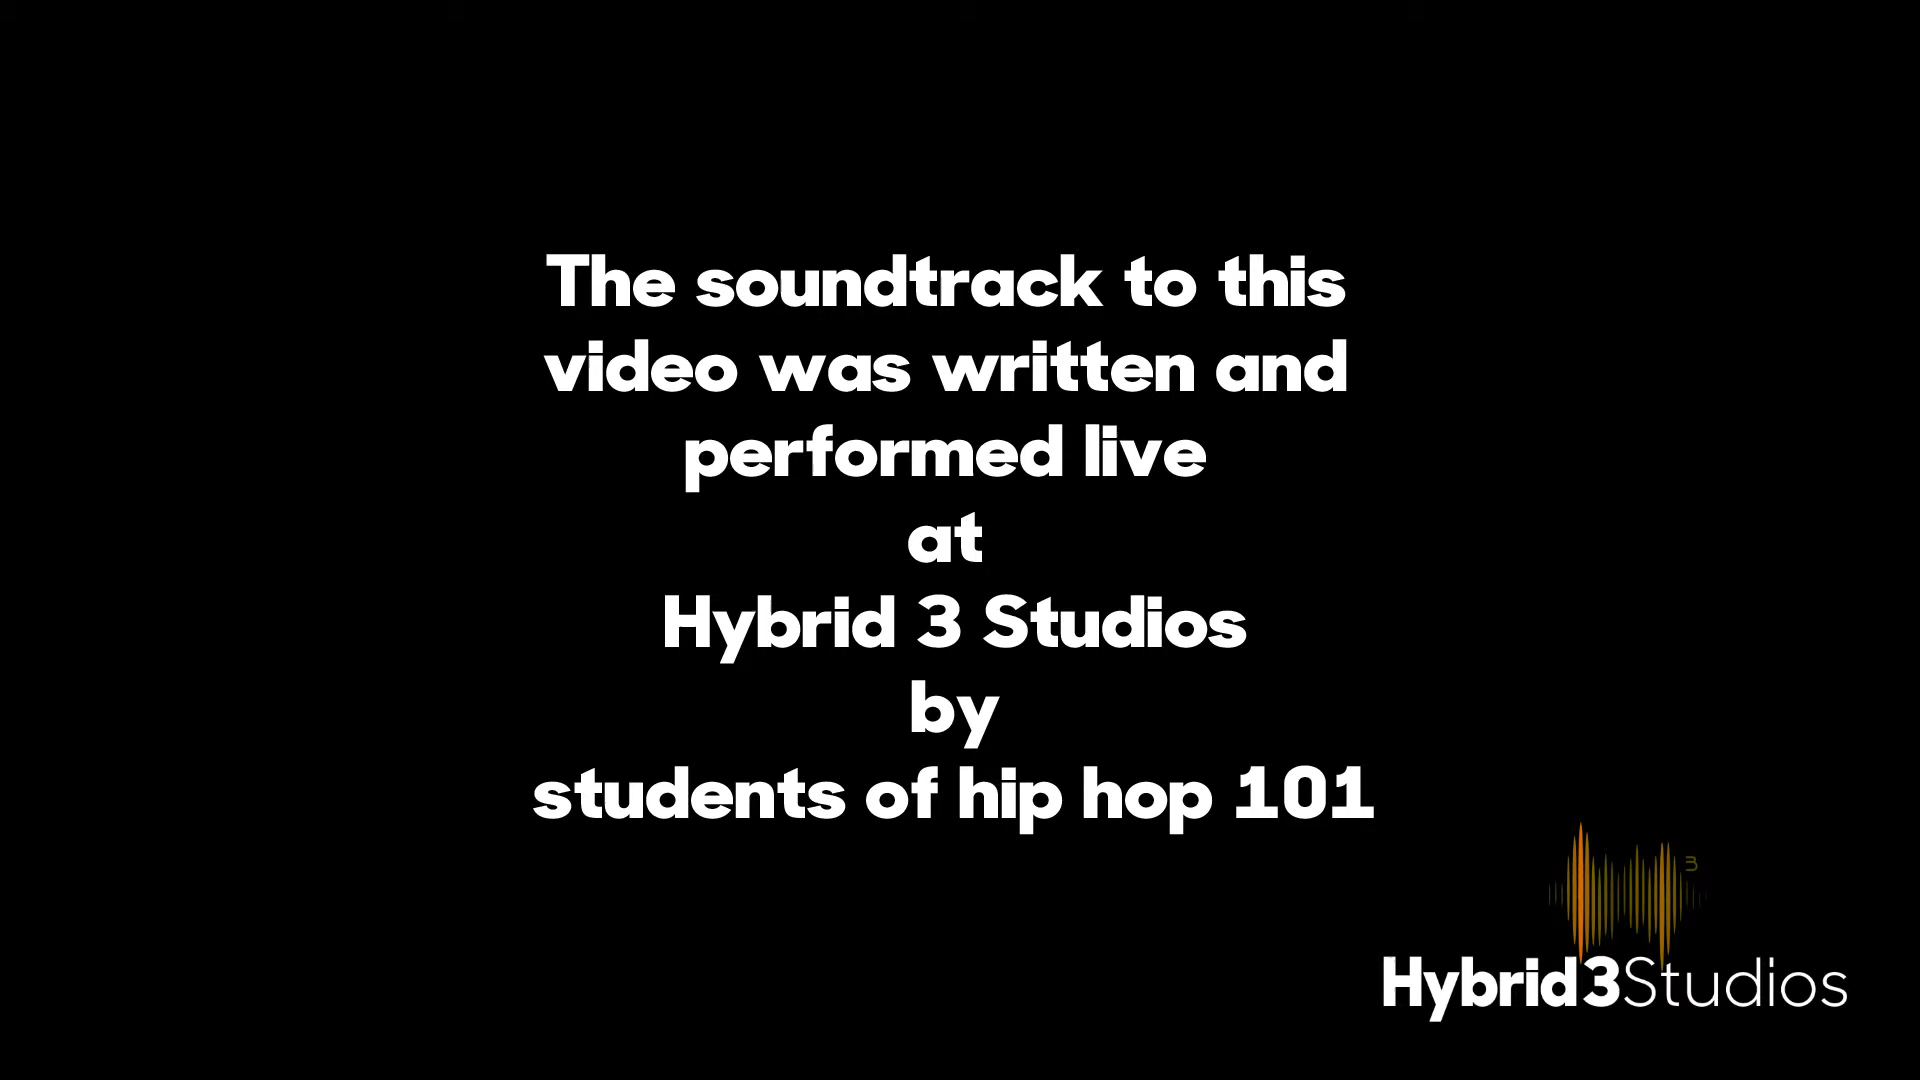 The soundtrack to this
video was written and
performed live
at
Hybrid 3 Studios
by
students of hip hop 101
3
Hybrid3Studios